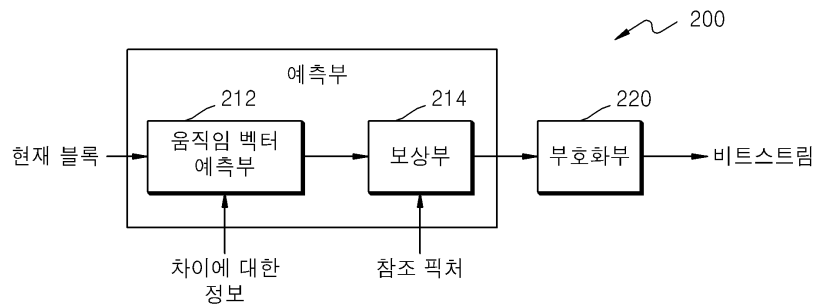 200
예측부
212
214
220
현재 블록
움직임 벡터
예측부
보상부
부호화부
비트스트림
차이에 대한
정보
참조 픽처